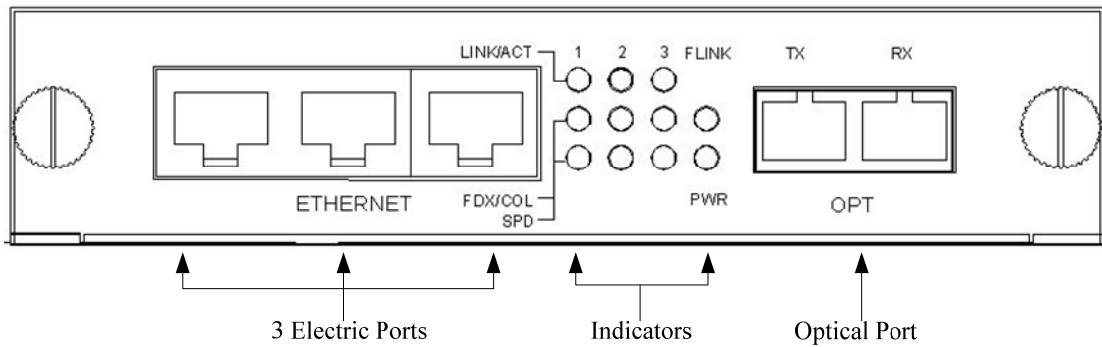 LINK/ACT 1 2 3 FLINK TX RX
ETHERNET FDX/COL PWR OPT
SPD
3 Electric Ports Indicators Optical Port